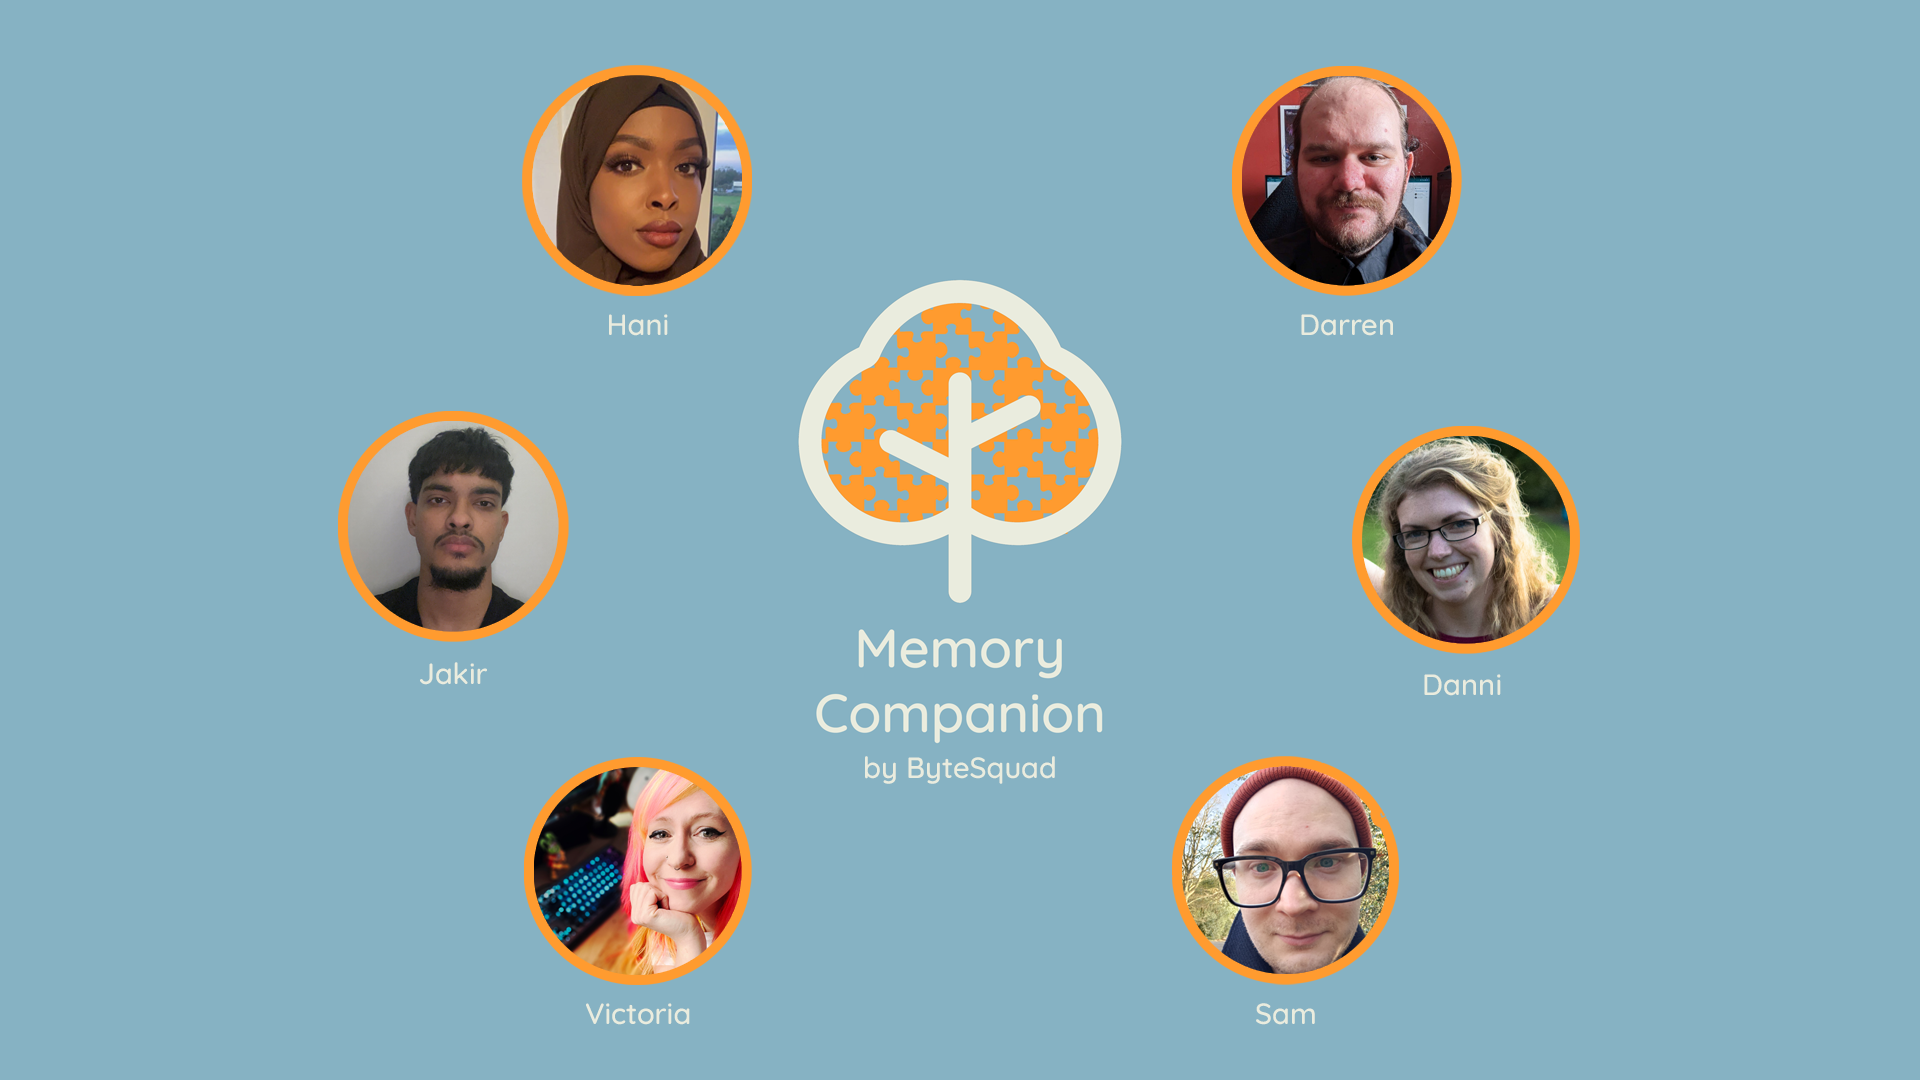 Hani
Darren
Jakir
Danni
Memory
Companion
by ByteSquad
Victoria
Sam